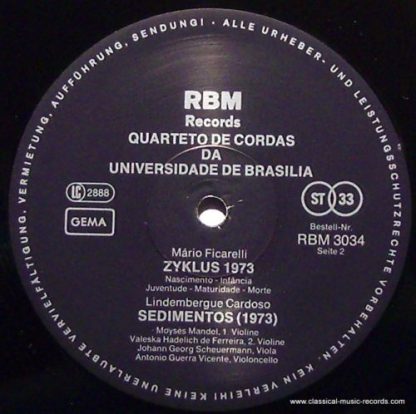 ALLE URHEBER- UND LEISTUNGSSCHUTZRECHTE VORBEHALTEN. KEIN VERLEIH! KEINE UNERLAUBTE VERVIELFÄLTIGUNG, VERMIETUNG, AUFFÜHRUNG, SENDUNG! -
RBM
Records
QUARTETO DE CORDAS
DA
UNIVERSIDADE DE BRASILIA
LC 2888
GEMA
ST 33
Bestell-Nr.
RBM 3034
Seite 2
Mário Ficarelli
ZYKLUS 1973
Nascimento - Infância
Juventude - Maturidade - Morte
Lindembergue Cardoso
SEDIMENTOS (1973)
Moysés Mandel, 1. Violine
Valeska Hadelich de Ferreira, 2. Violine
Johann Georg Scheuermann, Viola
Antonio Guerra Vicente, Violoncello
www.classical-music-records.com